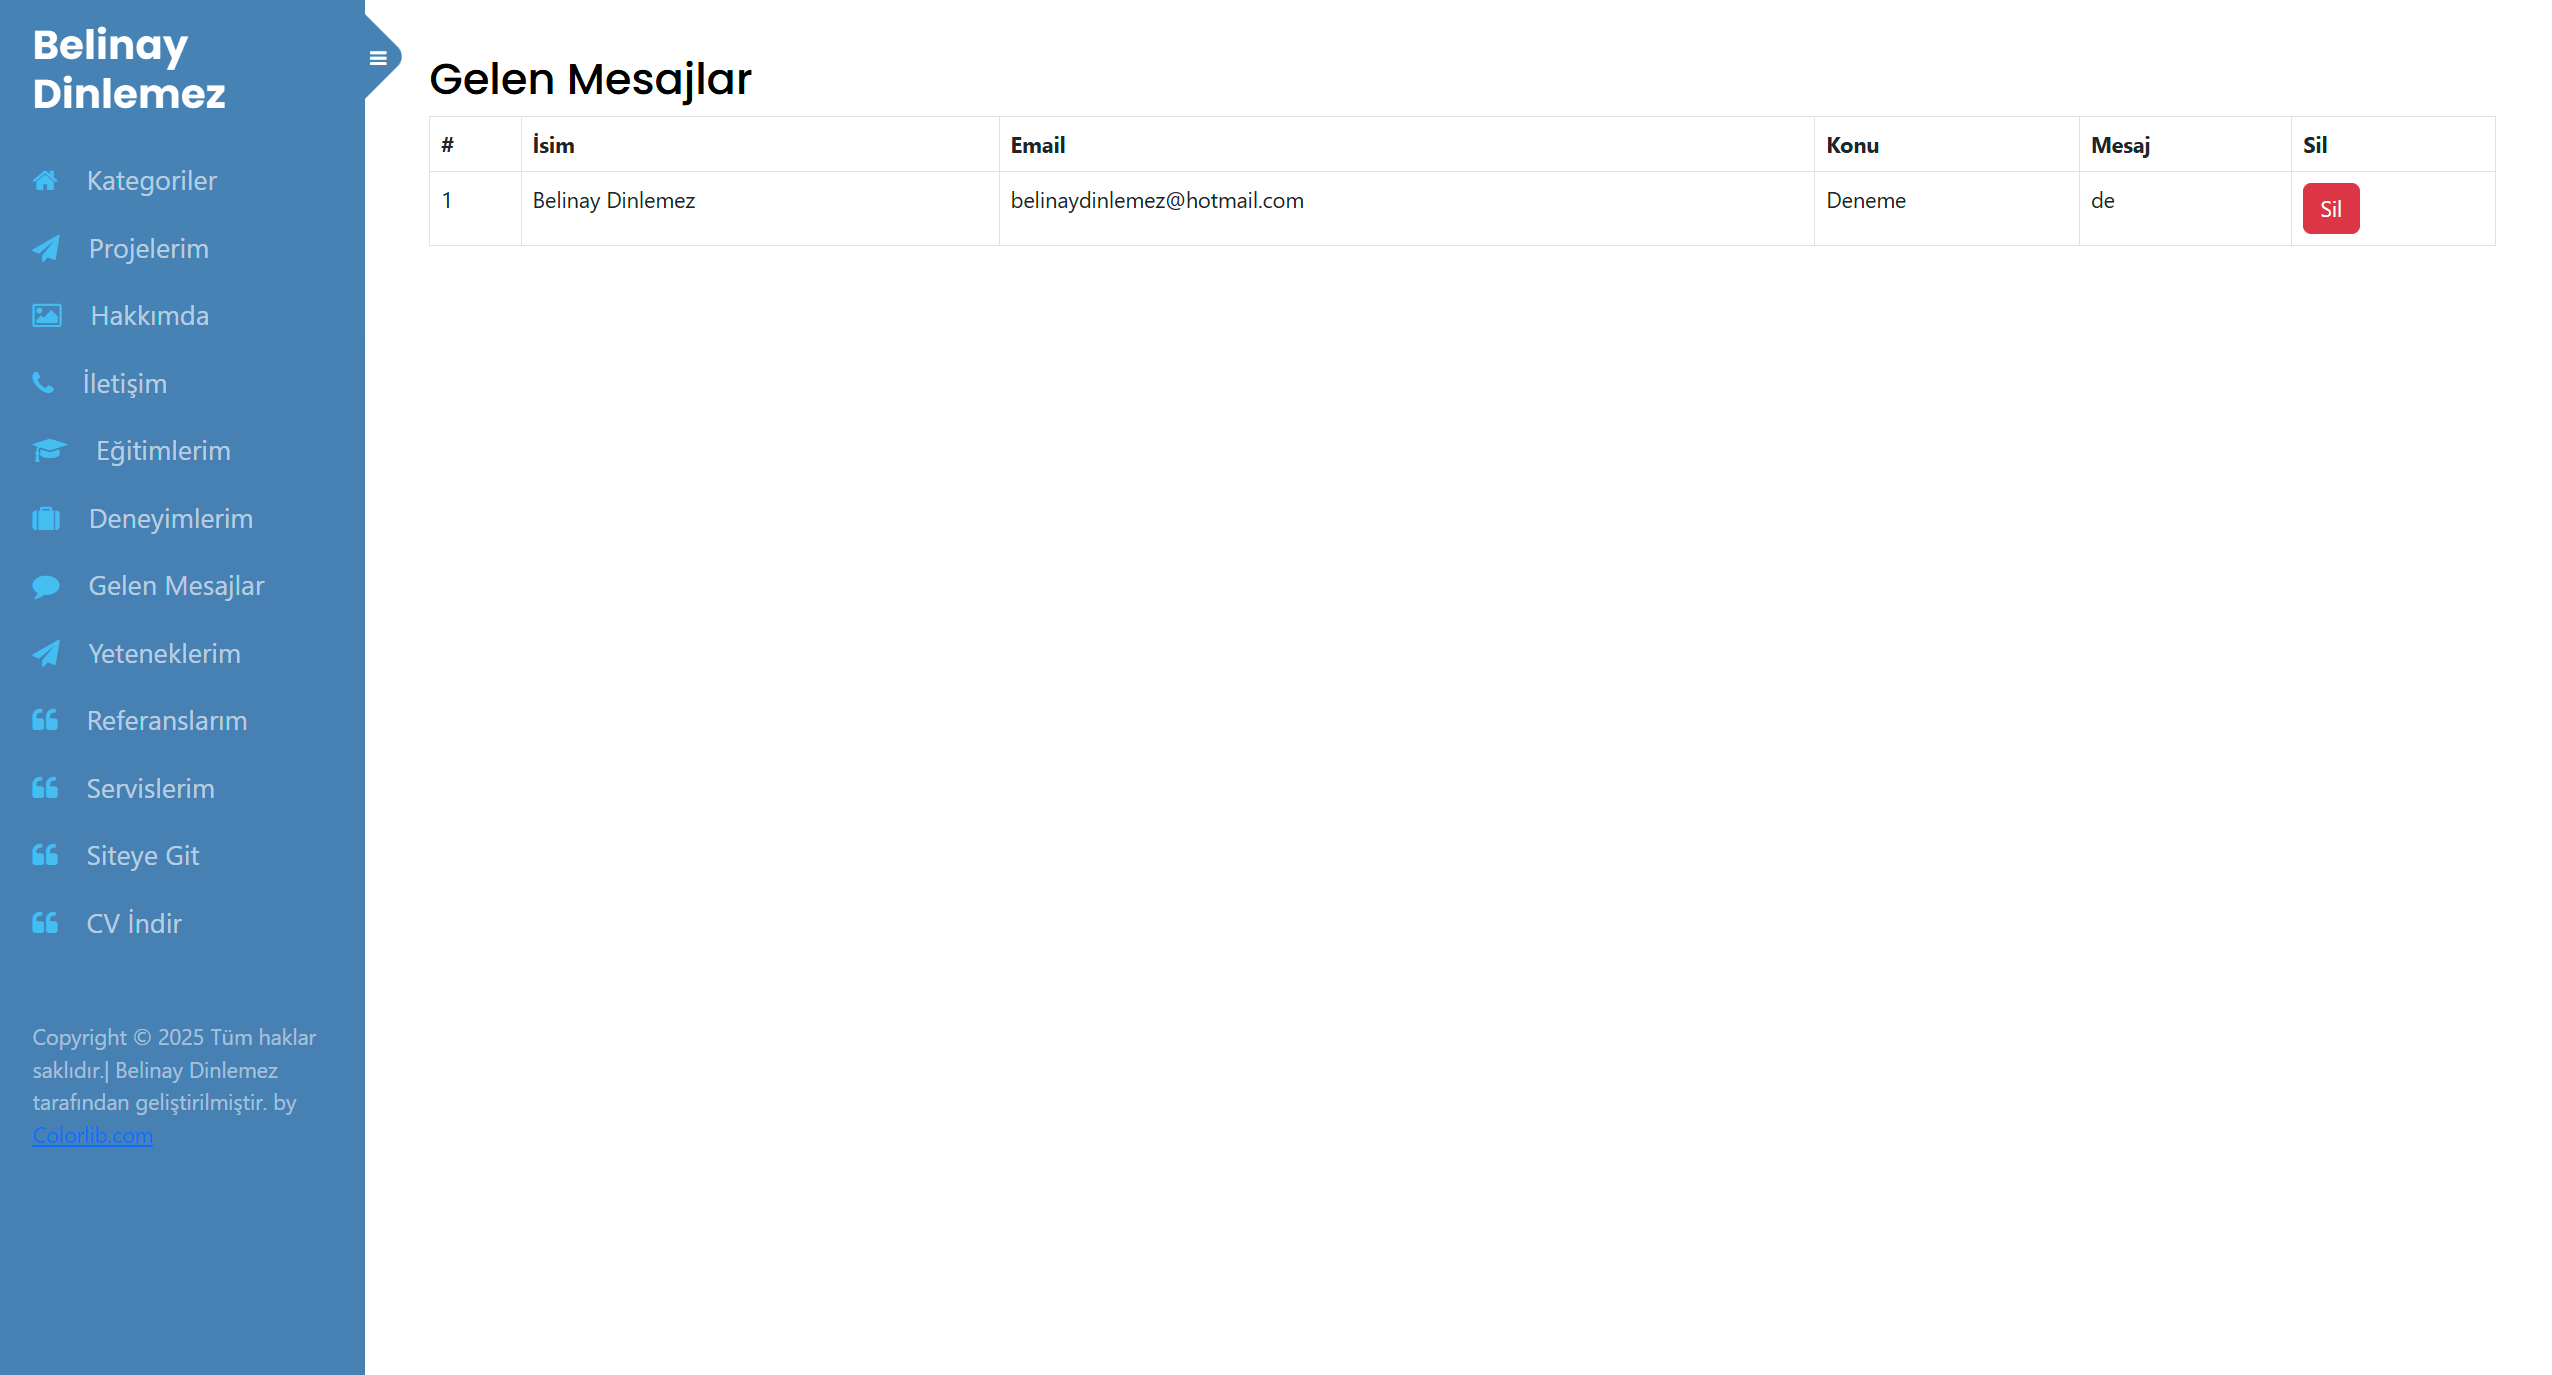 Belinay
Dinlemez
Kategoriler
Projelerim
Hakkımda
İletişim
Eğitimlerim
Deneyimlerim
Gelen Mesajlar
Yeteneklerim
Referanslarım
Servislerim
Siteye Git
CV İndir
Copyright © 2025 Tüm haklar
saklıdır.| Belinay Dinlemez
tarafından geliştirilmiştir. by
Colorlib.com
Gelen Mesajlar
# İsim Email Konu Mesaj Sil
1 Belinay Dinlemez belinaydinlemez@hotmail.com Deneme de Sil